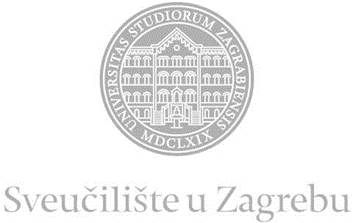 UNIVERSITAS STUDIORUM ZAGRABIENSIS
MDCLXIX
Sveučilište u Zagrebu